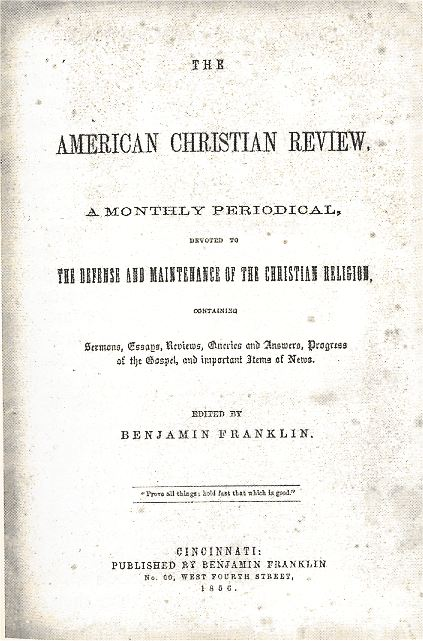 THE
AMERICAN CHRISTIAN REVIEW.
A MONTHLY PERIODICAL,
DEVOTED TO
THE DEFENSE AND MAINTENANCE OF THE CHRISTIAN RELIGION,
CONTAINING
Sermons, Essays, Reviews, Queries and Answers, Progress
of the Gospel, and important Items of News.
EDITED BY
BENJAMIN FRANKLIN.
"Prove all things; hold fast that which is good."
CINCINNATI:
PUBLISHED BY BENJAMIN FRANKLIN
No. 60, WEST FOURTH STREET,
1856.